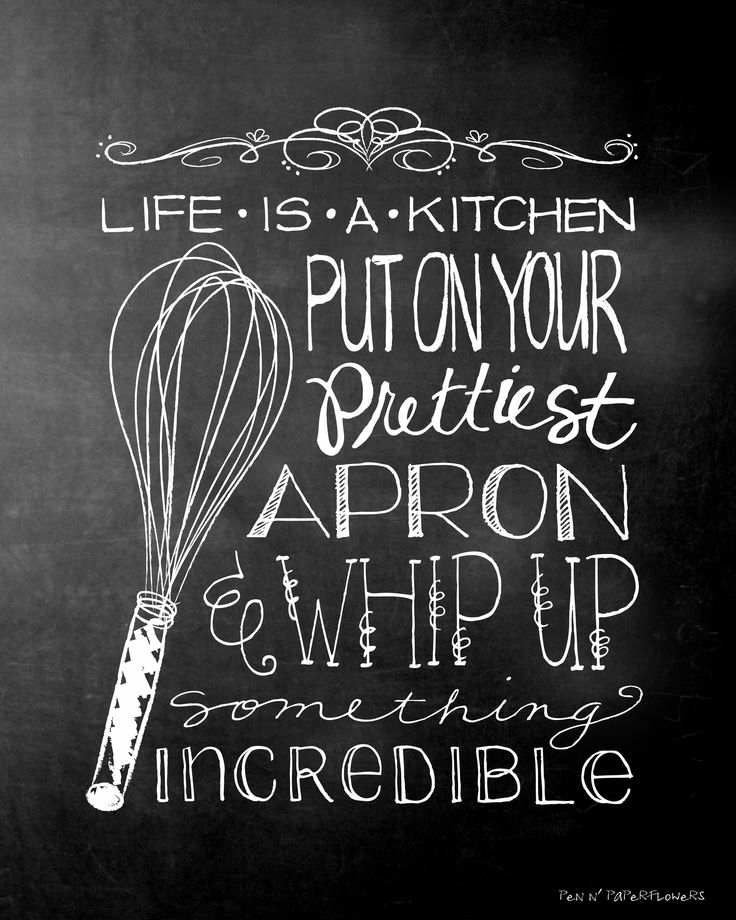 LIFE • IS • A • KITCHEN
PUT ON YOUR
Prettiest
APRON
& WHIP UP
something
INCREDIBLE
PEN N' PAPERFLOWERS